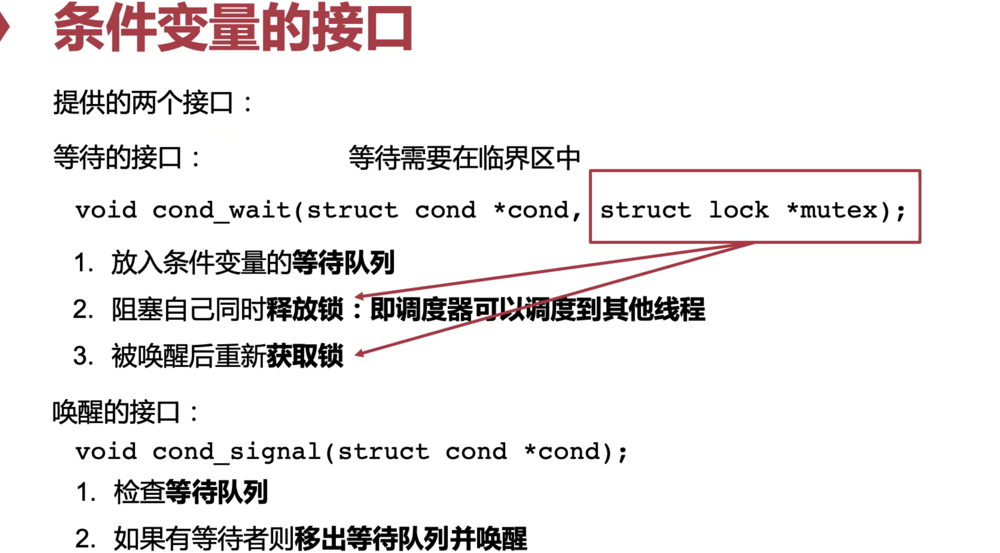 条件变量的接口
提供的两个接口：
等待的接口：
等待需要在临界区中
void cond_wait(struct cond *cond, struct lock *mutex);
1. 放入条件变量的等待队列
2. 阻塞自己同时释放锁：即调度器可以调度到其他线程
3. 被唤醒后重新获取锁
唤醒的接口：
void cond_signal(struct cond *cond);
1. 检查等待队列
2. 如果有等待者则移出等待队列并唤醒